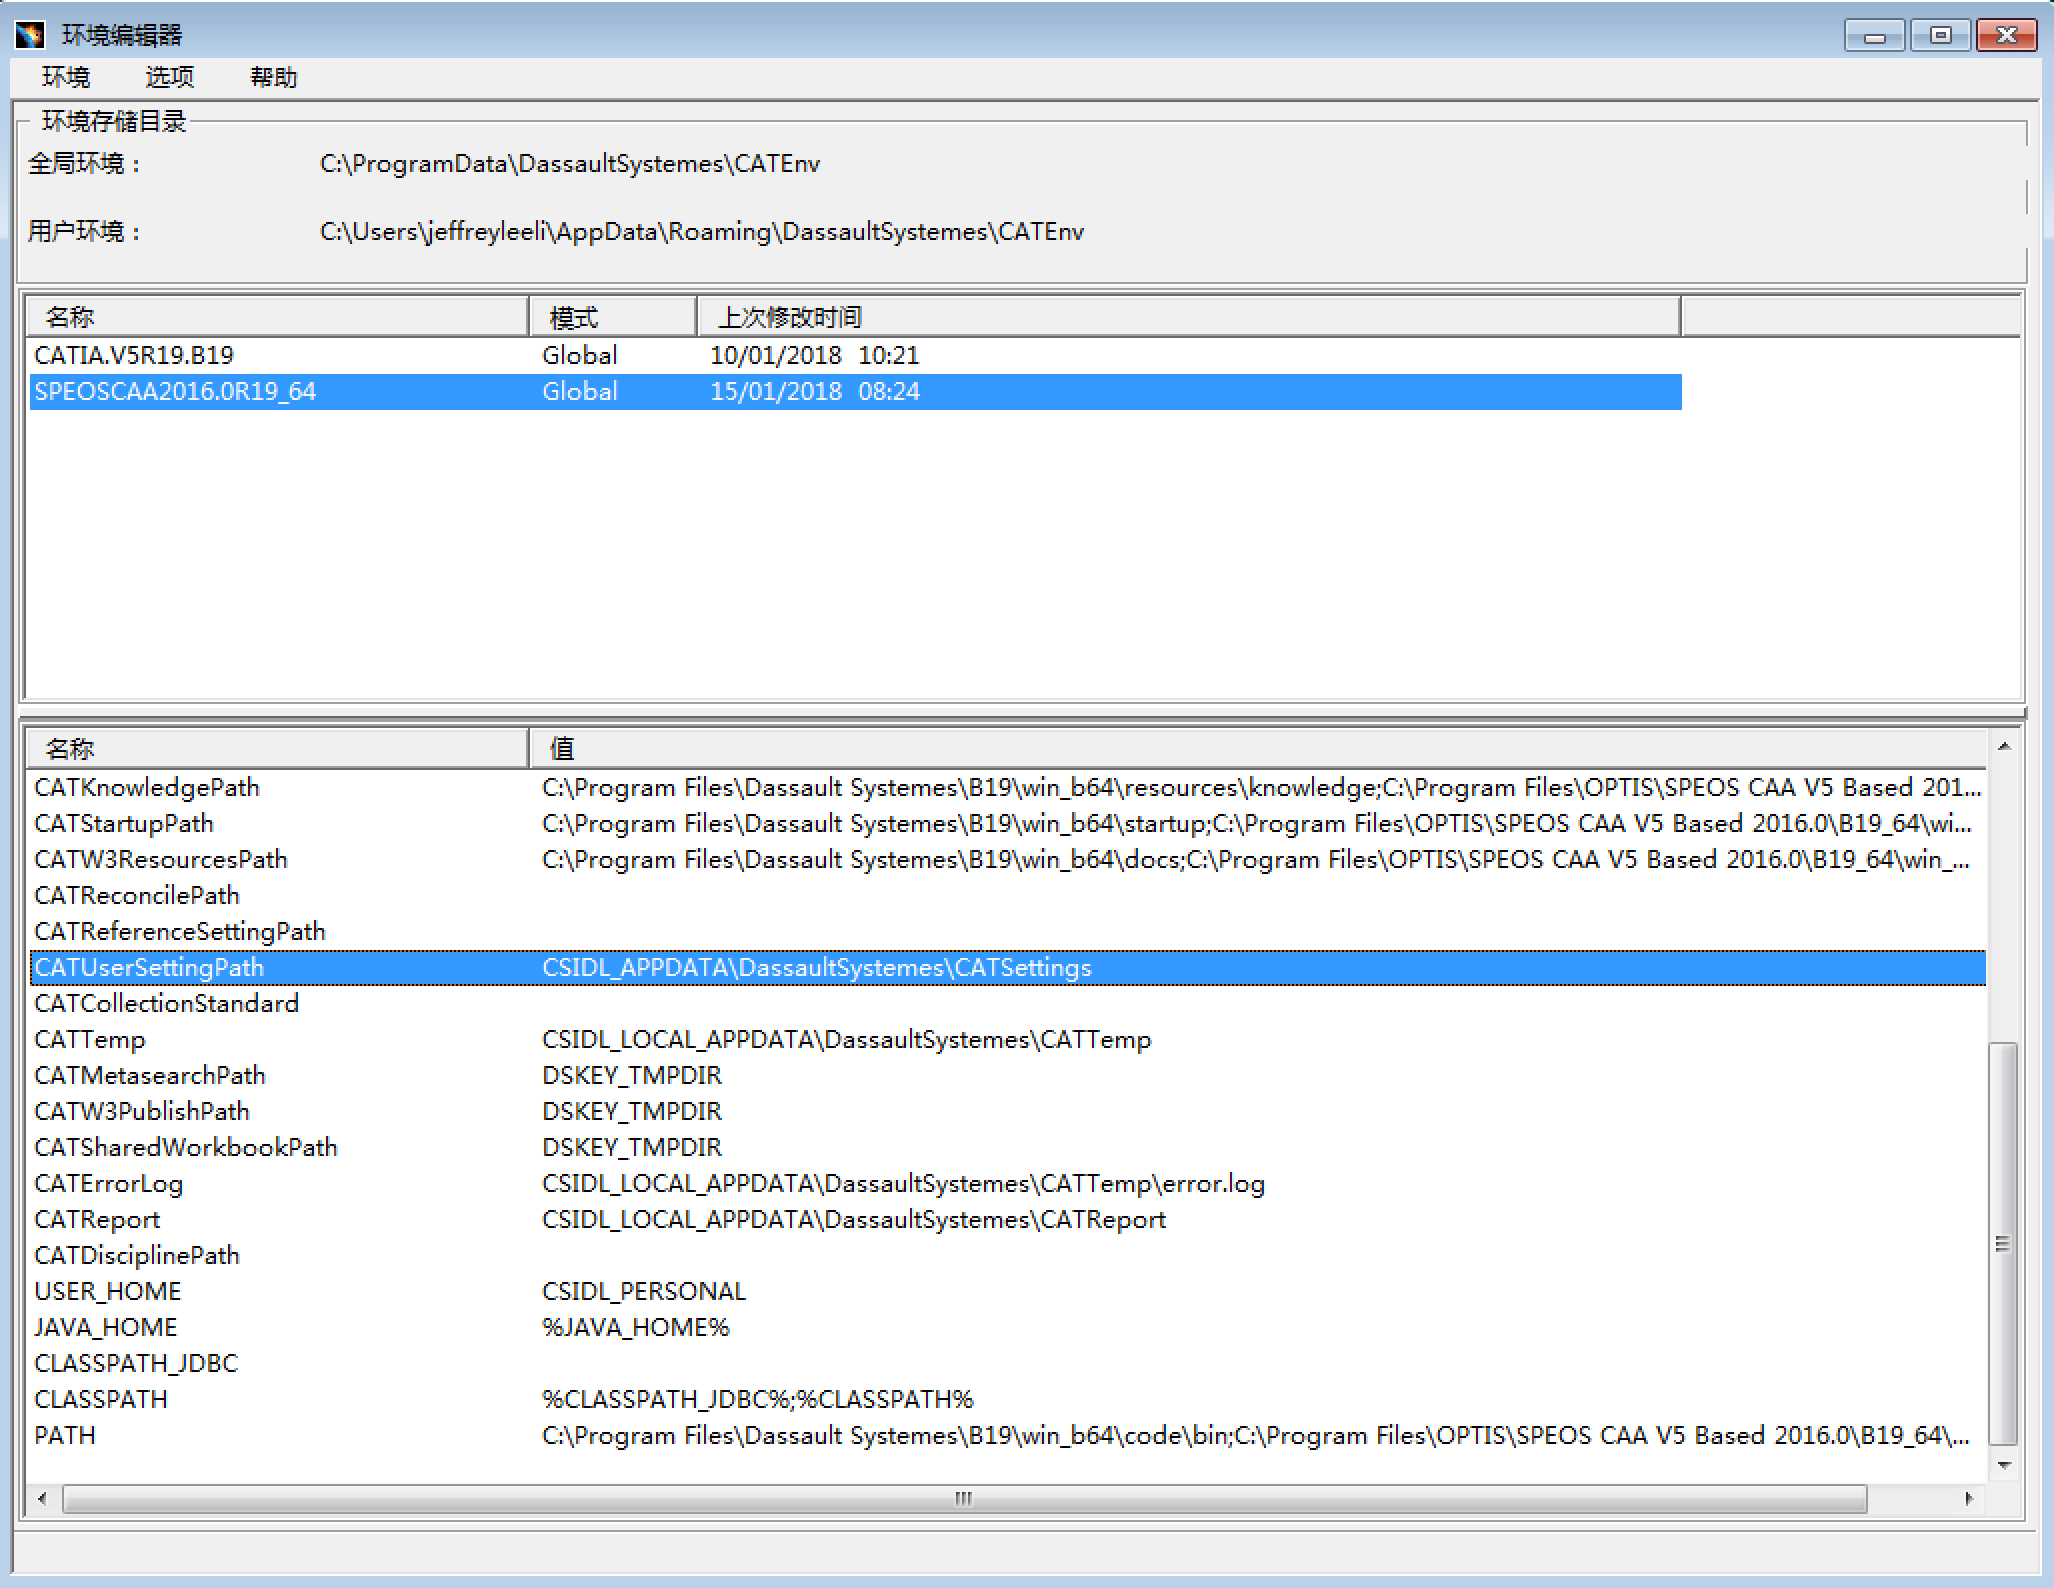 环境编辑器
环境 选项 帮助
环境存储目录
全局环境： C:\ProgramData\DassaultSystemes\CATEnv
用户环境： C:\Users\jeffreyleeli\AppData\Roaming\DassaultSystemes\CATEnv
名称 模式 上次修改时间
CATIA.V5R19.B19 Global 10/01/2018 10:21
SPEOSCAA2016.0R19_64 Global 15/01/2018 08:24
名称 值
CATKnowledgePath C:\Program Files\Dassault Systemes\B19\win_b64\resources\knowledge;C:\Program Files\OPTIS\SPEOS CAA V5 Based 201...
CATStartupPath C:\Program Files\Dassault Systemes\B19\win_b64\startup;C:\Program Files\OPTIS\SPEOS CAA V5 Based 2016.0\B19_64\wi...
CATW3ResourcesPath C:\Program Files\Dassault Systemes\B19\win_b64\docs;C:\Program Files\OPTIS\SPEOS CAA V5 Based 2016.0\B19_64\win_...
CATReconcilePath
CATReferenceSettingPath
CATUserSettingPath CSIDL_APPDATA\DassaultSystemes\CATSettings
CATCollectionStandard
CATTemp CSIDL_LOCAL_APPDATA\DassaultSystemes\CATTemp
CATMetasearchPath DSKEY_TMPDIR
CATW3PublishPath DSKEY_TMPDIR
CATSharedWorkbookPath DSKEY_TMPDIR
CATErrorLog CSIDL_LOCAL_APPDATA\DassaultSystemes\CATTemp\error.log
CATReport CSIDL_LOCAL_APPDATA\DassaultSystemes\CATReport
CATDisciplinePath
USER_HOME CSIDL_PERSONAL
JAVA_HOME %JAVA_HOME%
CLASSPATH_JDBC
CLASSPATH %CLASSPATH_JDBC%;%CLASSPATH%
PATH C:\Program Files\Dassault Systemes\B19\win_b64\code\bin;C:\Program Files\OPTIS\SPEOS CAA V5 Based 2016.0\B19_64\...